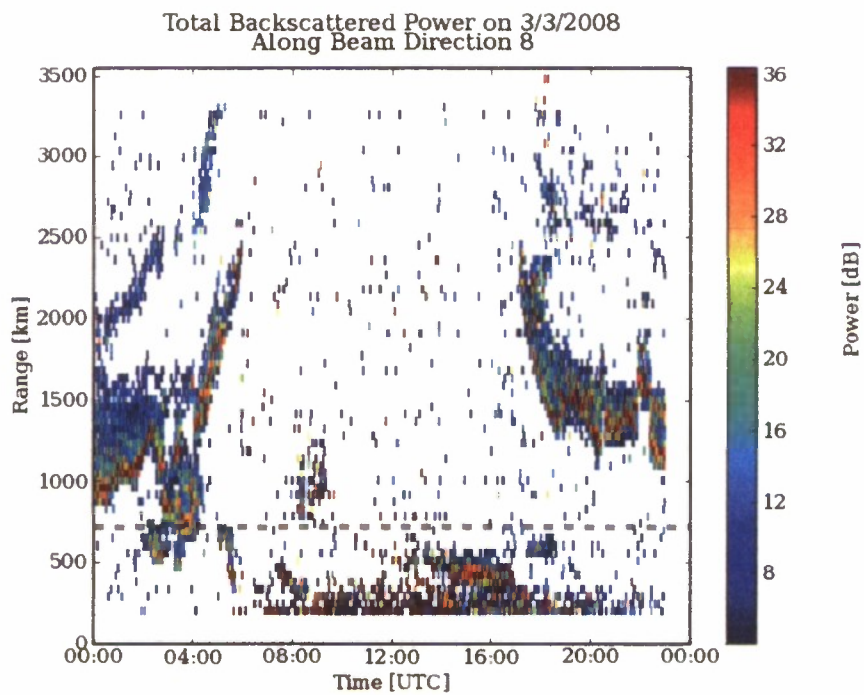 Total Backscattered Power on 3/3/2008
Along Beam Direction 8
3500
3000
2500
2000
1500
1000
500
0
Range [km]
00:00 04:00 08:00 12:00 16:00 20:00 00:00
Time [UTC]
36
32
28
24
20
16
12
8
Power [dB]